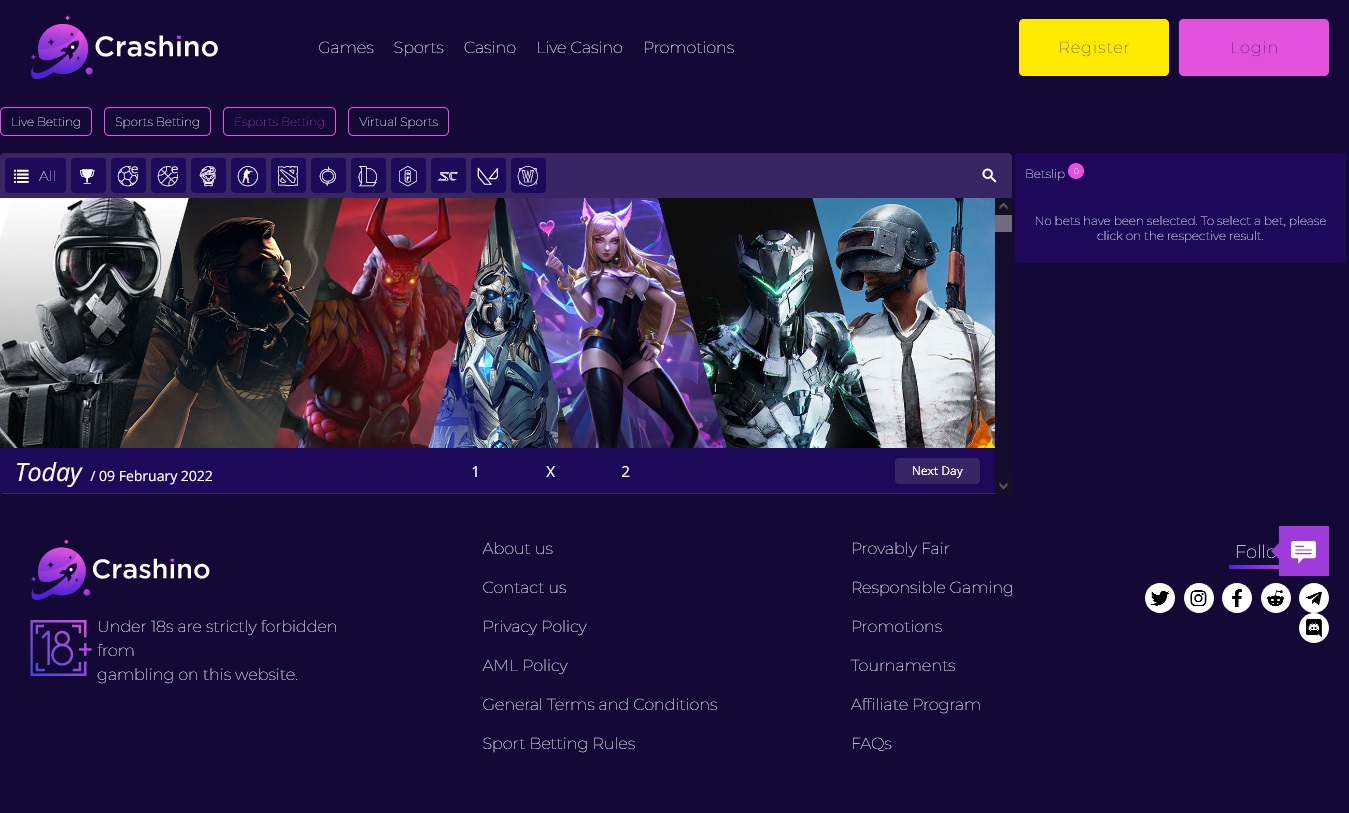 Crashino
Games Sports Casino Live Casino Promotions
Register Login
Live Betting Sports Betting Esports Betting Virtual Sports
All
Betslip 0
No bets have been selected. To select a bet, please
click on the respective result.
Today / 09 February 2022 1 X 2 Next Day
Crashino
18+
Under 18s are strictly forbidden
from
gambling on this website.
About us
Contact us
Privacy Policy
AML Policy
General Terms and Conditions
Sport Betting Rules
Provably Fair
Responsible Gaming
Promotions
Tournaments
Affiliate Program
FAQs